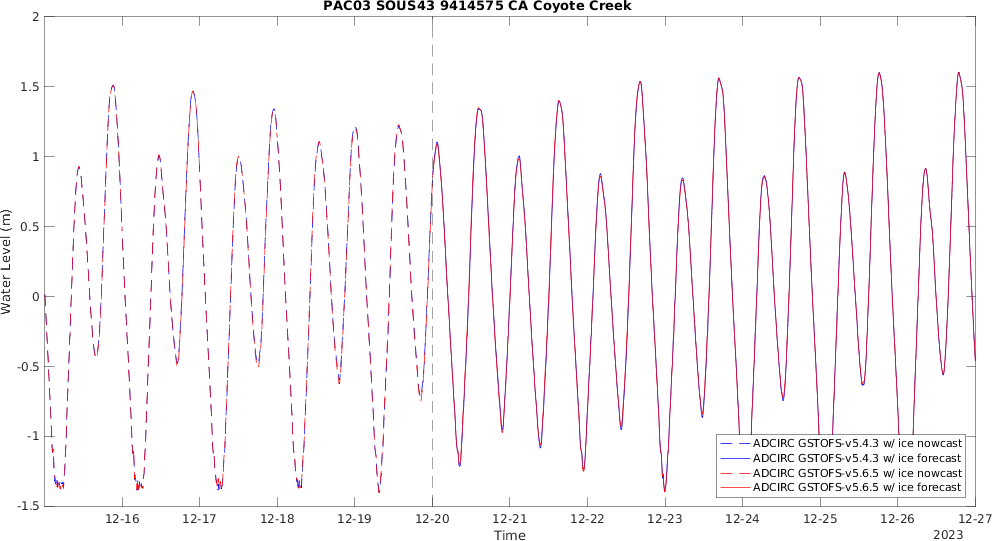 PAC03 SOUS43 9414575 CA Coyote Creek
2
1.5
1
0.5
0
-0.5
-1
-1.5
Water Level (m)
12-16 12-17 12-18 12-19 12-20 12-21 12-22 12-23 12-24 12-25 12-26 12-27
Time
2023
ADCIRC GSTOFS-v5.4.3 w/ ice nowcast
ADCIRC GSTOFS-v5.4.3 w/ ice forecast
ADCIRC GSTOFS-v5.6.5 w/ ice nowcast
ADCIRC GSTOFS-v5.6.5 w/ ice forecast